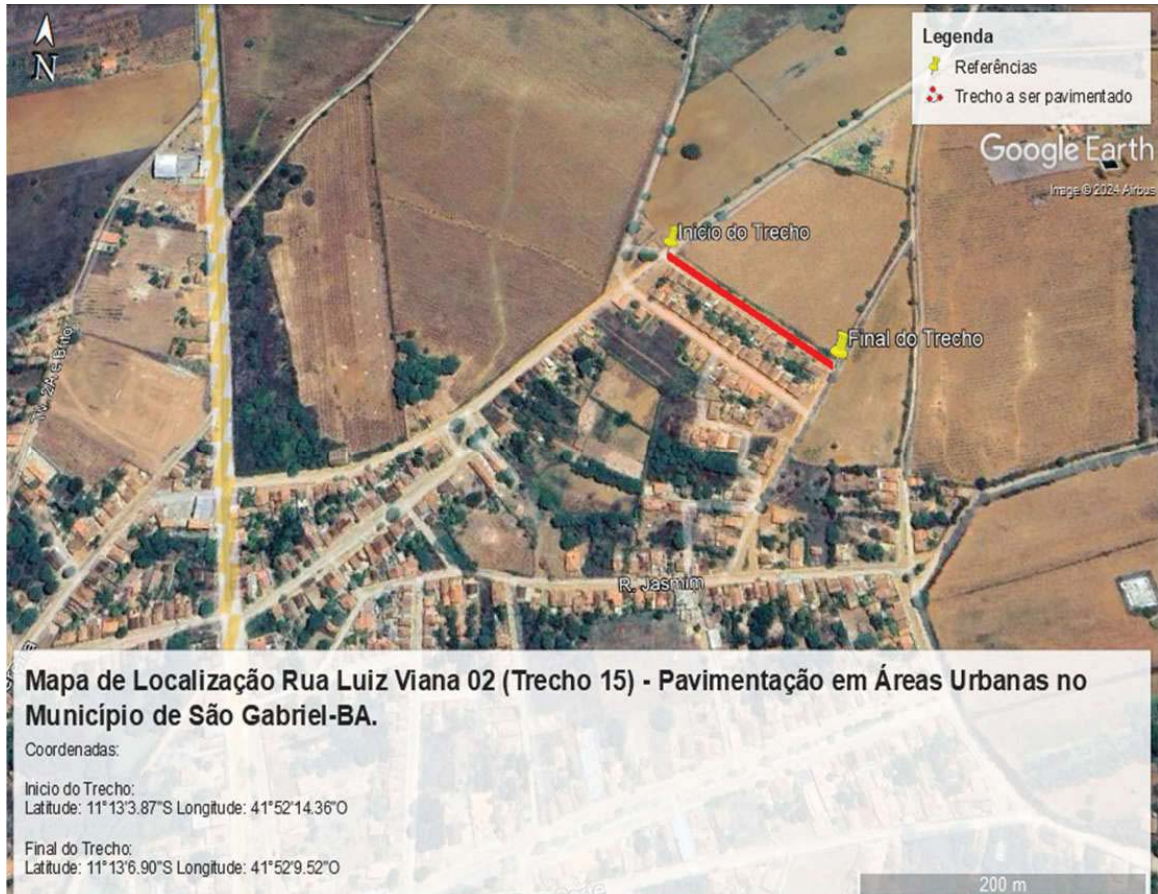 N
Legenda
Referências
Trecho a ser pavimentado
Google Earth
Image © 2024 Airbus
Início do Trecho
Final do Trecho
R. Jasmim
Mapa de Localização Rua Luiz Viana 02 (Trecho 15) - Pavimentação em Áreas Urbanas no
Município de São Gabriel-BA.
Coordenadas:
Inicio do Trecho:
Latitude: 11°13'3.87"S Longitude: 41°52'14.36"O
Final do Trecho:
Latitude: 11°13'6.90"S Longitude: 41°52'9.52"O
200 m